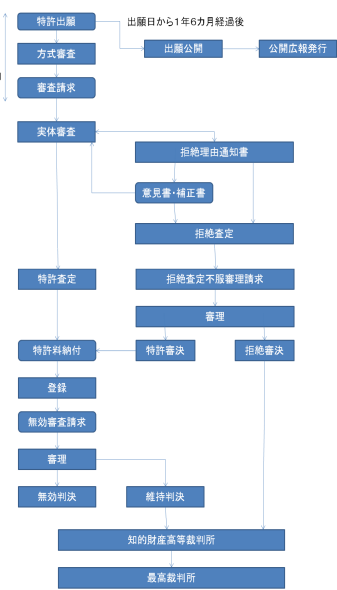 特許出願
出願日から1年6カ月経過後
方式審査
出願公開
公開広報発行
審査請求
実体審査
拒絶理由通知書
意見書・補正書
拒絶査定
特許査定
拒絶査定不服審理請求
審理
特許料納付
特許審決
拒絶審決
登録
無効審査請求
審理
無効判決
維持判決
知的財産高等裁判所
最高裁判所